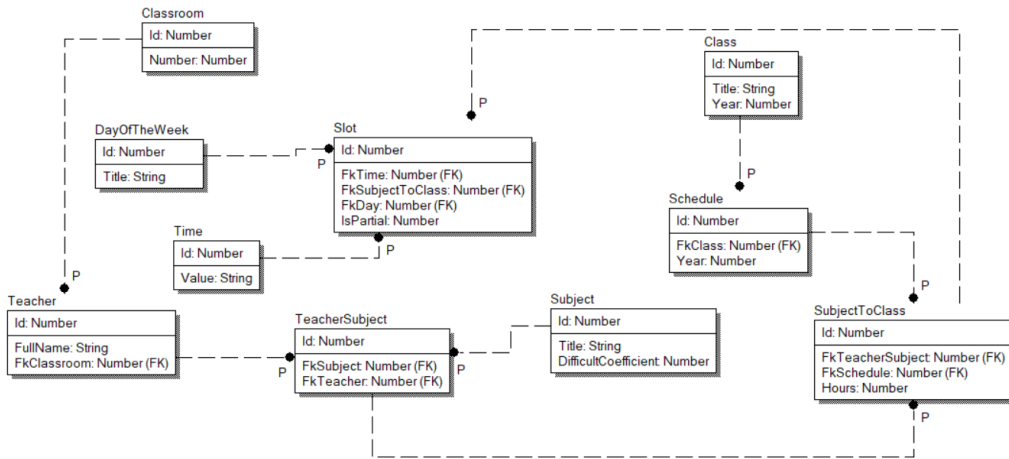 Classroom
Id: Number
Number: Number
Class
Id: Number
Title: String
Year: Number
P
DayOfTheWeek
Id: Number
Title: String
P
Slot
Id: Number
FkTime: Number (FK)
FkSubjectToClass: Number (FK)
FkDay: Number (FK)
IsPartial: Number
P
P
Schedule
Id: Number
FkClass: Number (FK)
Year: Number
Time
Id: Number
Value: String
P
P
P
Teacher
Id: Number
FullName: String
FkClassroom: Number (FK)
TeacherSubject
Id: Number
FkSubject: Number (FK)
FkTeacher: Number (FK)
P
P
Subject
Id: Number
Title: String
DifficultCoefficient: Number
SubjectToClass
Id: Number
FkTeacherSubject: Number (FK)
FkSchedule: Number (FK)
Hours: Number
P